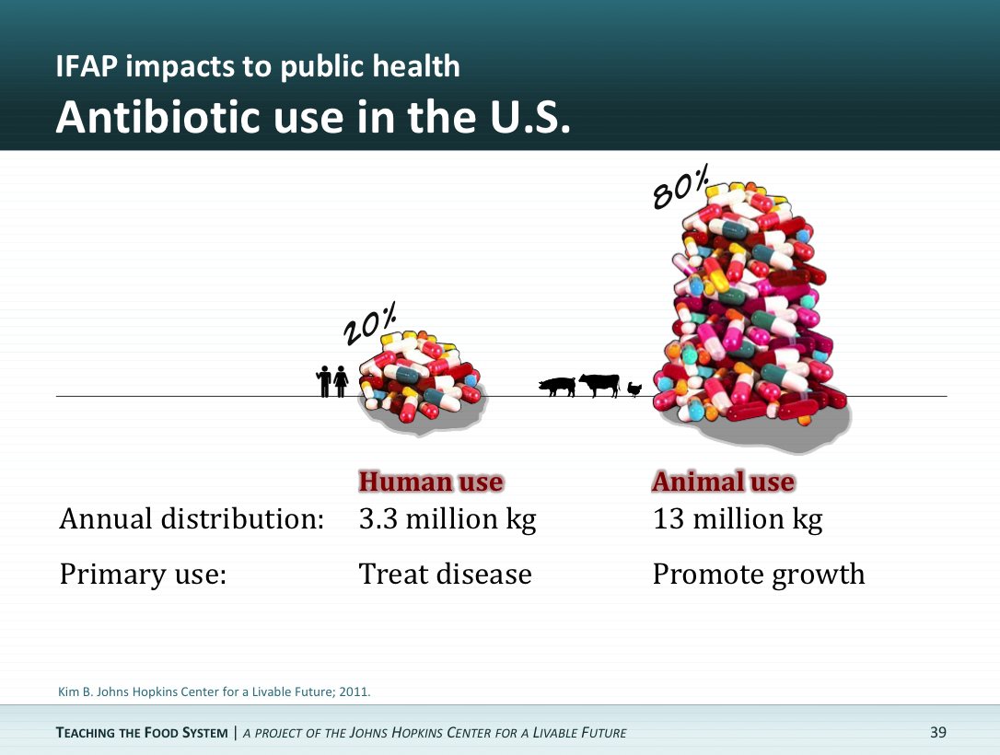 IFAP impacts to public health
Antibiotic use in the U.S.
80%
20%
Human use Animal use
Annual distribution: 3.3 million kg 13 million kg
Primary use: Treat disease Promote growth
Kim B. Johns Hopkins Center for a Livable Future; 2011.
TEACHING THE FOOD SYSTEM | A PROJECT OF THE JOHNS HOPKINS CENTER FOR A LIVABLE FUTURE 39